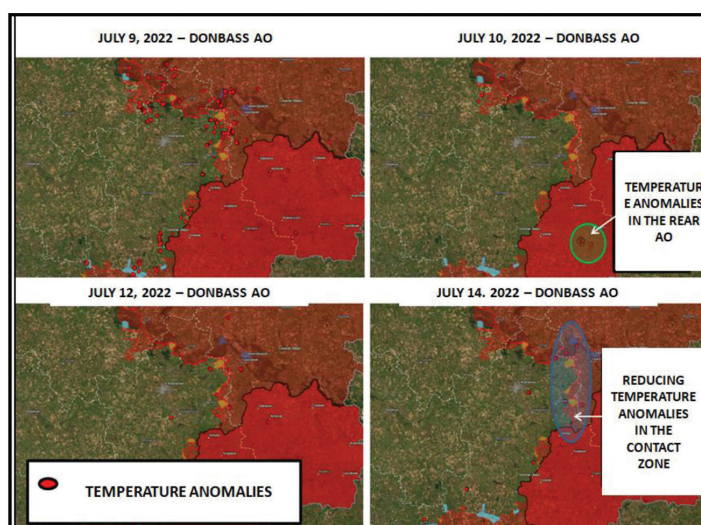 JULY 9, 2022 – DONBASS AO
JULY 10, 2022 – DONBASS AO
TEMPERATUR
E ANOMALIES
IN THE REAR
AO
JULY 12, 2022 – DONBASS AO
JULY 14. 2022 – DONBASS AO
REDUCING
TEMPERATURE
ANOMALIES
IN THE
CONTACT
ZONE
TEMPERATURE ANOMALIES